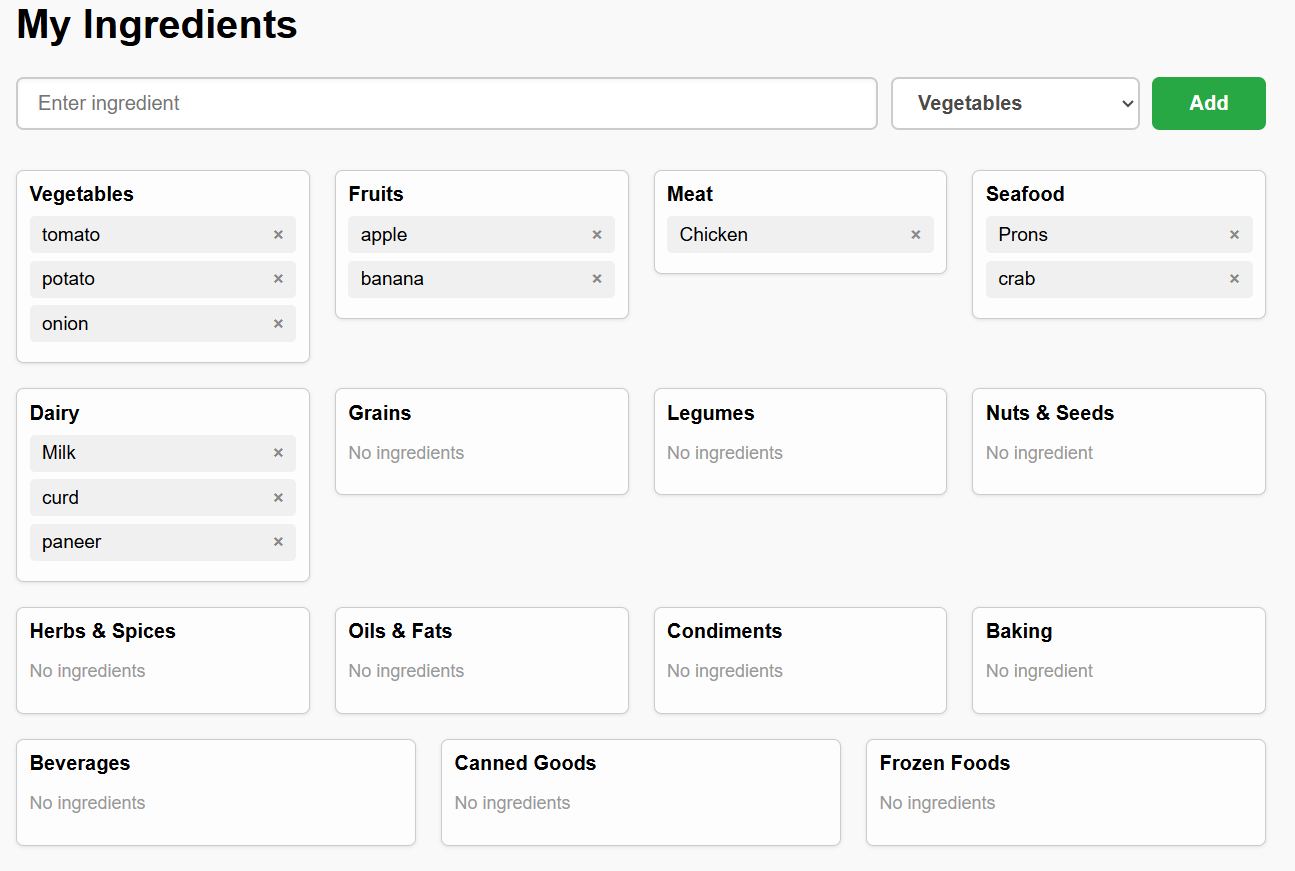 My Ingredients
Enter ingredient
Vegetables
Add
Vegetables
tomato ×
potato ×
onion ×
Fruits
apple ×
banana ×
Meat
Chicken ×
Seafood
Prons ×
crab ×
Dairy
Milk ×
curd ×
paneer ×
Grains
No ingredients
Legumes
No ingredients
Nuts & Seeds
No ingredient
Herbs & Spices
No ingredients
Oils & Fats
No ingredients
Condiments
No ingredients
Baking
No ingredient
Beverages
No ingredients
Canned Goods
No ingredients
Frozen Foods
No ingredients